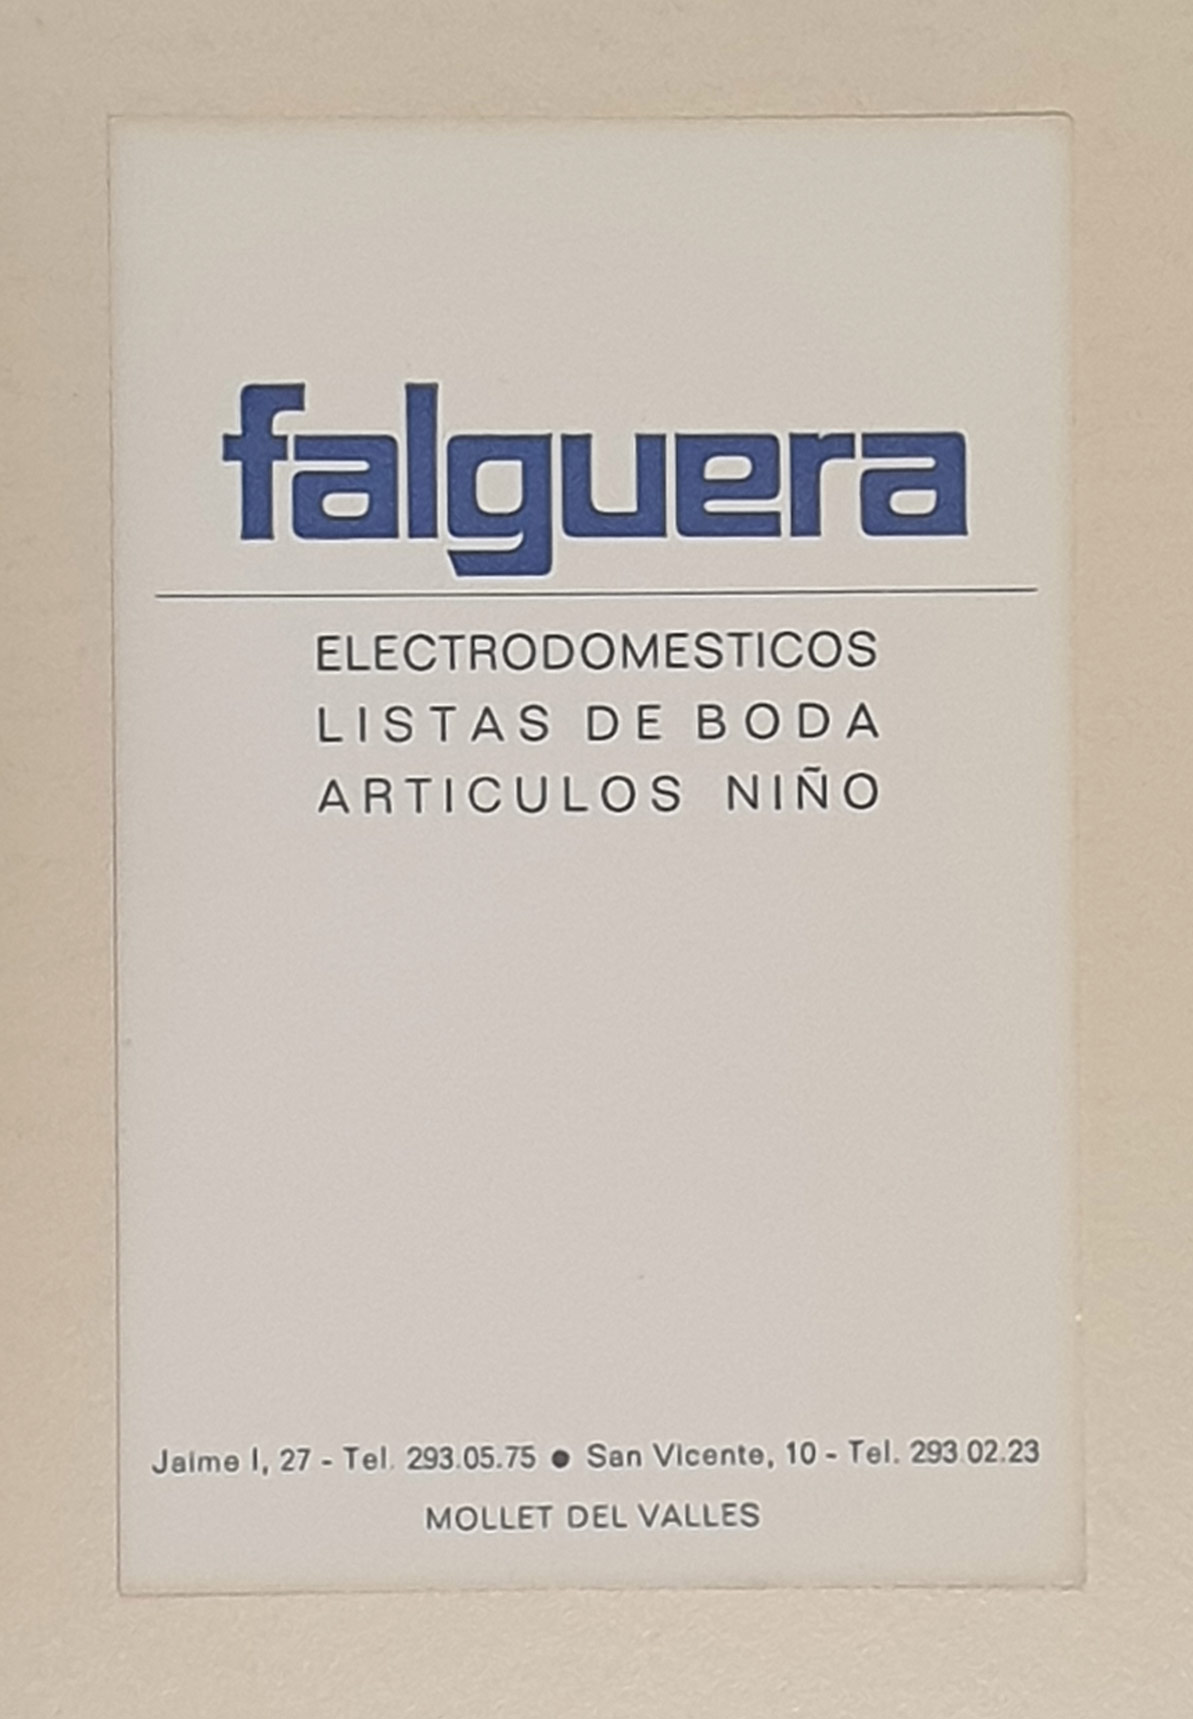 falguera
ELECTRODOMESTICOS
LISTAS DE BODA
ARTICULOS NIÑO
Jaime I, 27 - Tel. 293.05.75 ● San Vicente, 10 - Tel. 293.02.23
MOLLET DEL VALLES